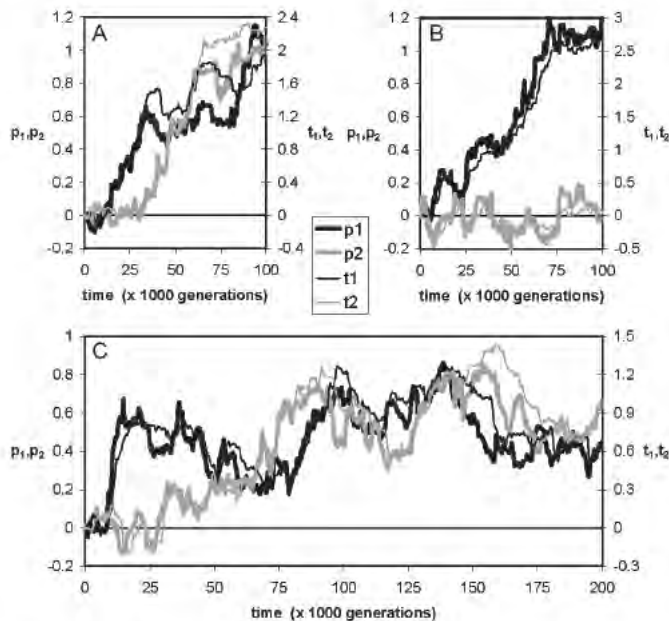 A
1.2
1
0.8
0.6
0.4
0.2
0
-0.2
p1,p2
2.4
2
1.6
1.2
0.8
0.4
0
-0.4
t1,t2
0 25 50 75 100
time (x 1000 generations)
B
1.2
1
0.8
0.6
0.4
0.2
0
-0.2
p1,p2
3
2.5
2
1.5
1
0.5
0
-0.5
t1,t2
0 25 50 75 100
time (x 1000 generations)
p1
p2
t1
t2
C
1
0.8
0.6
0.4
0.2
0
-0.2
p1,p2
1.5
1.2
0.9
0.6
0.3
0
-0.3
t1,t2
0 25 50 75 100 125 150 175 200
time (x 1000 generations)